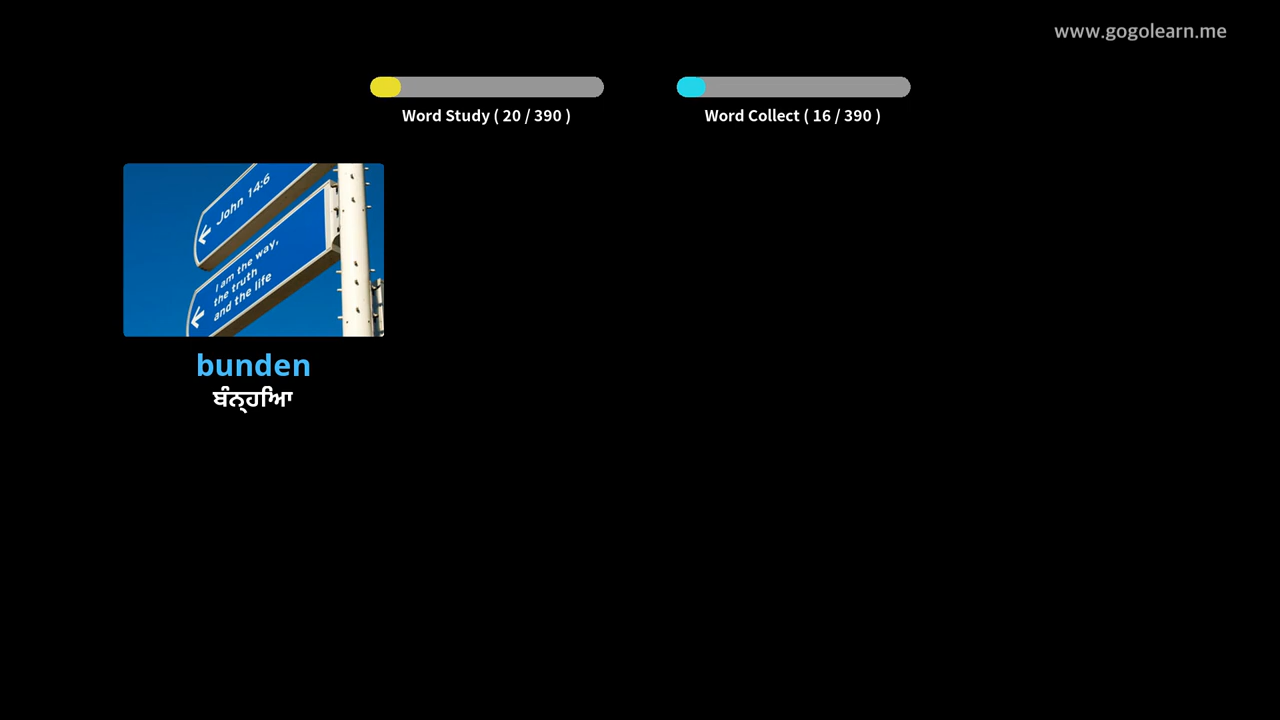 www.gogolearn.me
Word Study ( 20 / 390 )
Word Collect ( 16 / 390 )
John 14:6
I am the way,
the truth
and the life
bunden
ਬੰਨ੍ਹਿਆ